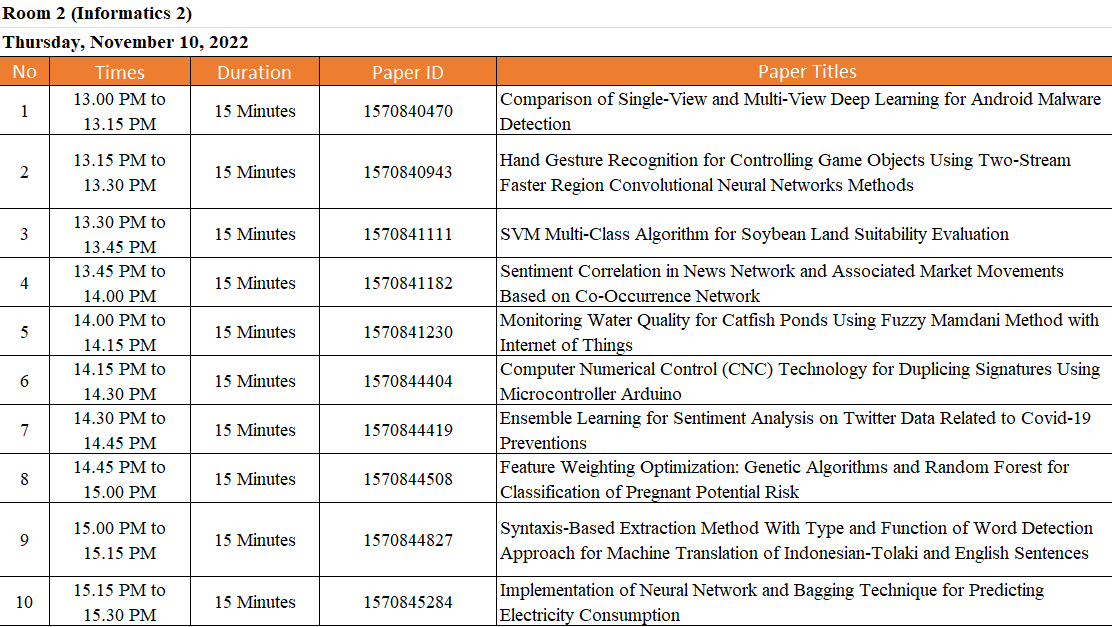 Room 2 (Informatics 2)
Thursday, November 10, 2022
No Times Duration Paper ID Paper Titles
13.00 PM to
13.15 PM
1 15 Minutes 1570840470
Comparison of Single-View and Multi-View Deep Learning for Android Malware
Detection
13.15 PM to
13.30 PM
2 15 Minutes 1570840943
Hand Gesture Recognition for Controlling Game Objects Using Two-Stream
Faster Region Convolutional Neural Networks Methods
13.30 PM to
13.45 PM
3 15 Minutes 1570841111
SVM Multi-Class Algorithm for Soybean Land Suitability Evaluation
13.45 PM to
14.00 PM
4 15 Minutes 1570841182
Sentiment Correlation in News Network and Associated Market Movements
Based on Co-Occurrence Network
14.00 PM to
14.15 PM
5 15 Minutes 1570841230
Monitoring Water Quality for Catfish Ponds Using Fuzzy Mamdani Method with
Internet of Things
14.15 PM to
14.30 PM
6 15 Minutes 1570844404
Computer Numerical Control (CNC) Technology for Duplicing Signatures Using
Microcontroller Arduino
14.30 PM to
14.45 PM
7 15 Minutes 1570844419
Ensemble Learning for Sentiment Analysis on Twitter Data Related to Covid-19
Preventions
14.45 PM to
15.00 PM
8 15 Minutes 1570844508
Feature Weighting Optimization: Genetic Algorithms and Random Forest for
Classification of Pregnant Potential Risk
15.00 PM to
15.15 PM
9 15 Minutes 1570844827
Syntaxis-Based Extraction Method With Type and Function of Word Detection
Approach for Machine Translation of Indonesian-Tolaki and English Sentences
15.15 PM to
15.30 PM
10 15 Minutes 1570845284
Implementation of Neural Network and Bagging Technique for Predicting
Electricity Consumption